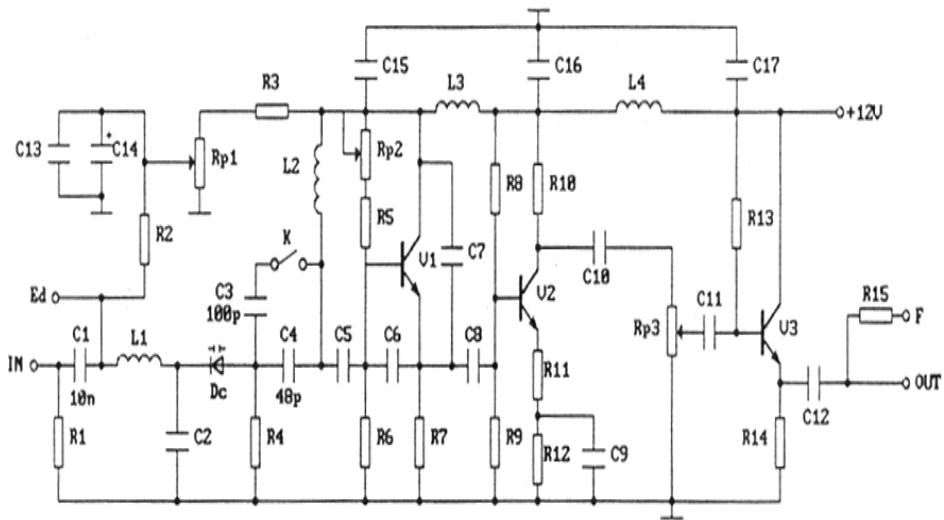 C15
C16
C17
R3
L3
L4
+12V
C13
C14
Rp1
L2
Rp2
R8
R10
R2
R5
R13
K
V1
C7
C10
Ed
C3
100p
V2
C11
R15
F
C1
L1
C4
C5
C6
C8
Rp3
V3
IN
10n
Dc
48p
R11
OUT
C12
R1
C2
R4
R6
R7
R9
R12
C9
R14